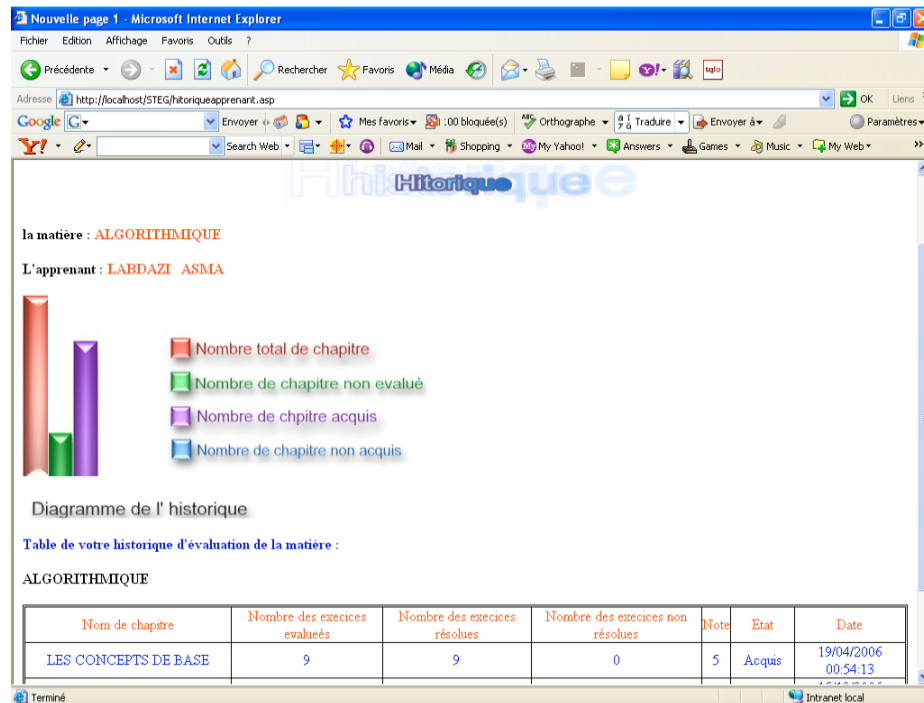 Nouvelle page 1 - Microsoft Internet Explorer
Fichier Edition Affichage Favoris Outils ?
Précédente Rechercher Favoris Média
Adresse http://localhost/STEG/hitoriqueapprenant.asp OK Liens
Google G Envoyer Mes favoris :00 bloquée(s) Orthographe Traduire Envoyer à Paramètres
Y! Search Web Mail Shopping My Yahoo! Answers Games Music My Web »
Hitorique
la matière : ALGORITHMIQUE
L'apprenant : LABDAZI ASMA
Nombre total de chapitre
Nombre de chapitre non evalué
Nombre de chpitre acquis
Nombre de chapitre non acquis
Diagramme de l' historique
Table de votre historique d'évaluation de la matière :
ALGORITHMIQUE
Nom de chapitre Nombre des execices evalueés Nombre des execices résolues Nombre des execices non résolues Note Etat Date
LES CONCEPTS DE BASE 9 9 0 5 Acquis 19/04/2006 00:54:13
Terminé Intranet local